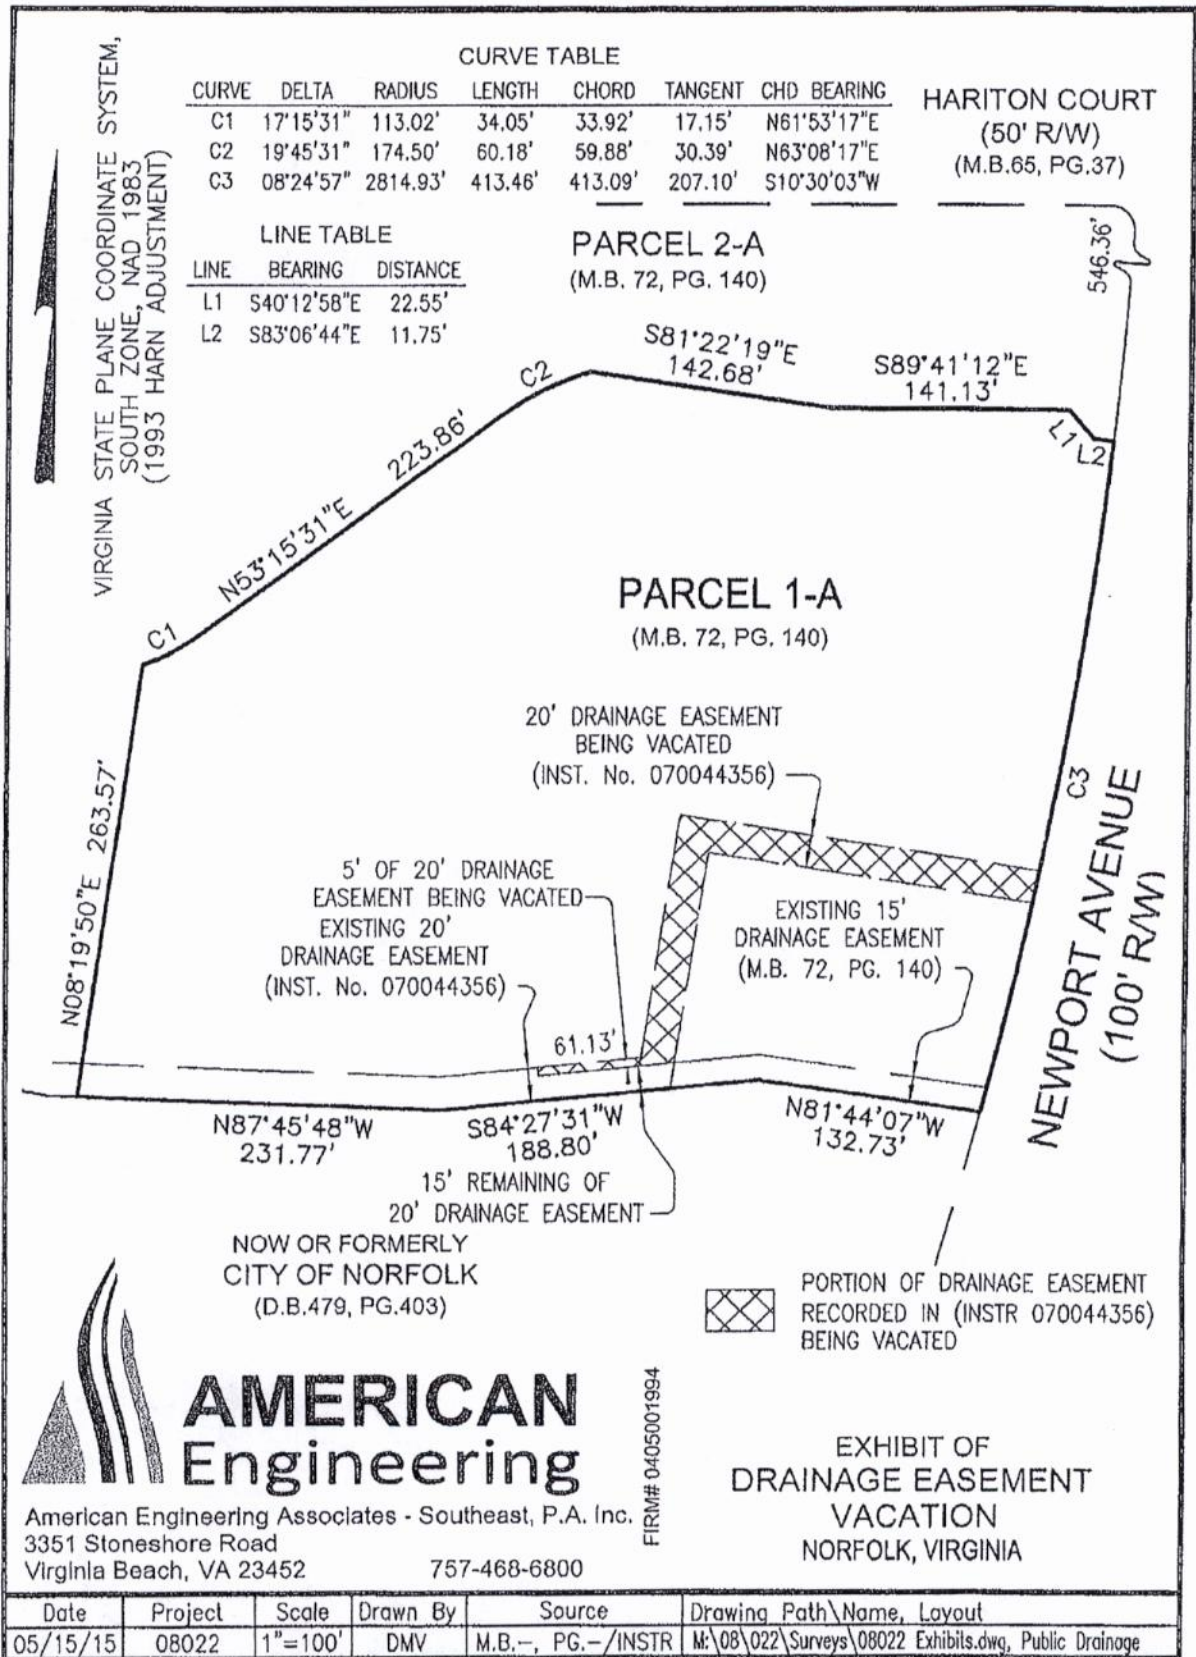 VIRGINIA STATE PLANE COORDINATE SYSTEM,
SOUTH ZONE, NAD 1983
(1993 HARN ADJUSTMENT)
CURVE TABLE
CURVE DELTA RADIUS LENGTH CHORD TANGENT CHD BEARING
C1 17°15'31" 113.02' 34.05' 33.92' 17.15' N61°53'17"E
C2 19°45'31" 174.50' 60.18' 59.88' 30.39' N63°08'17"E
C3 08°24'57" 2814.93' 413.46' 413.09' 207.10' S10°30'03"W
HARITON COURT
(50' R/W)
(M.B.65, PG.37)
LINE TABLE
LINE BEARING DISTANCE
L1 S40°12'58"E 22.55'
L2 S83°06'44"E 11.75'
PARCEL 2-A
(M.B. 72, PG. 140)
546.36'
S81°22'19"E
142.68'
S89°41'12"E
141.13'
C2
L1
L2
N53°15'31"E 223.86'
C1
PARCEL 1-A
(M.B. 72, PG. 140)
20' DRAINAGE EASEMENT
BEING VACATED
(INST. No. 070044356)
C3
NEWPORT AVENUE
(100' R/W)
N08°19'50"E 263.57'
5' OF 20' DRAINAGE
EASEMENT BEING VACATED
EXISTING 20'
DRAINAGE EASEMENT
(INST. No. 070044356)
EXISTING 15'
DRAINAGE EASEMENT
(M.B. 72, PG. 140)
61.13'
N87°45'48"W
231.77'
S84°27'31"W
188.80'
N81°44'07"W
132.73'
15' REMAINING OF
20' DRAINAGE EASEMENT
NOW OR FORMERLY
CITY OF NORFOLK
(D.B.479, PG.403)
PORTION OF DRAINAGE EASEMENT
RECORDED IN (INSTR 070044356)
BEING VACATED
AMERICAN
Engineering
FIRM# 0405001994
American Engineering Associates - Southeast, P.A. Inc.
3351 Stoneshore Road
Virginia Beach, VA 23452 757-468-6800
EXHIBIT OF
DRAINAGE EASEMENT
VACATION
NORFOLK, VIRGINIA
Date Project Scale Drawn By Source Drawing Path\Name, Layout
05/15/15 08022 1"=100' DMV M.B.-, PG.-/INSTR M:\08\022\Surveys\08022 Exhibits.dwg, Public Drainage